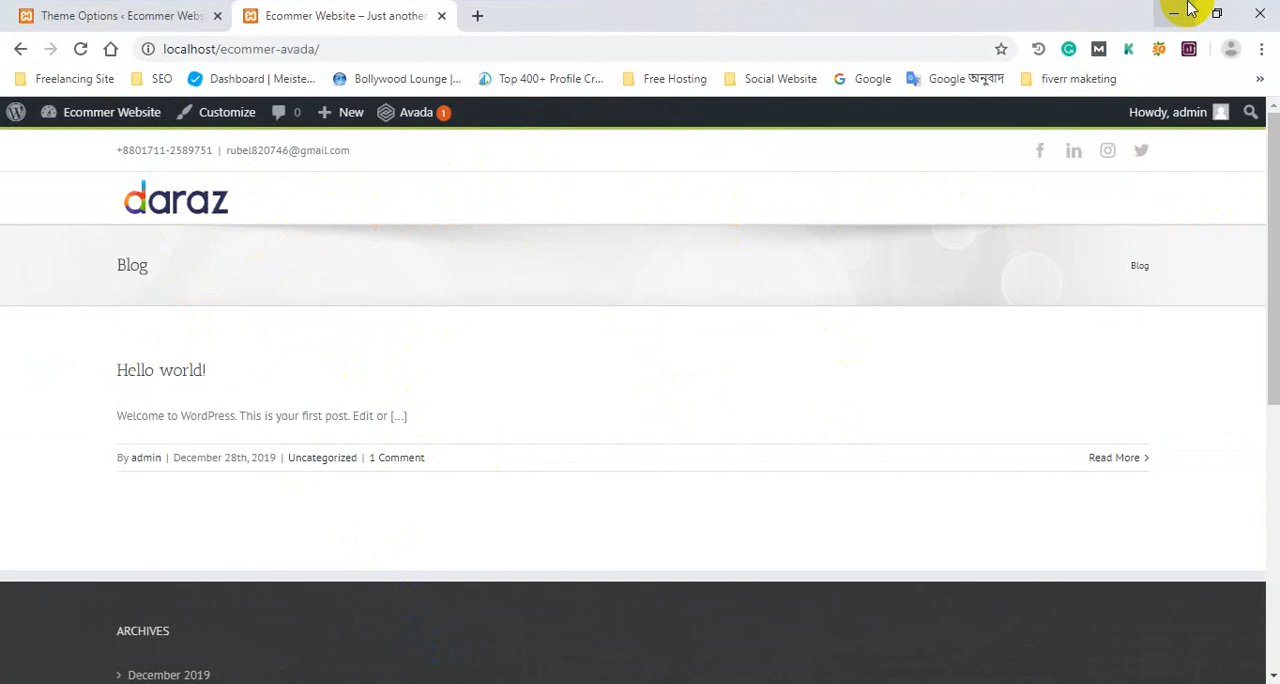 Theme Options ‹ Ecommer Webs
Ecommer Website – Just another
localhost/ecommer-avada/
Freelancing Site
SEO
Dashboard | Meiste...
Bollywood Lounge |...
Top 400+ Profile Cr...
Free Hosting
Social Website
Google
Google অনুবাদ
fiverr maketing
»
Ecommer Website
Customize
0
New
Avada 1
Howdy, admin
+8801711-2589751 | rubel820746@gmail.com
daraz
Blog
Blog
Hello world!
Welcome to WordPress. This is your first post. Edit or [...]
By admin | December 28th, 2019 | Uncategorized | 1 Comment
Read More >
ARCHIVES
> December 2019